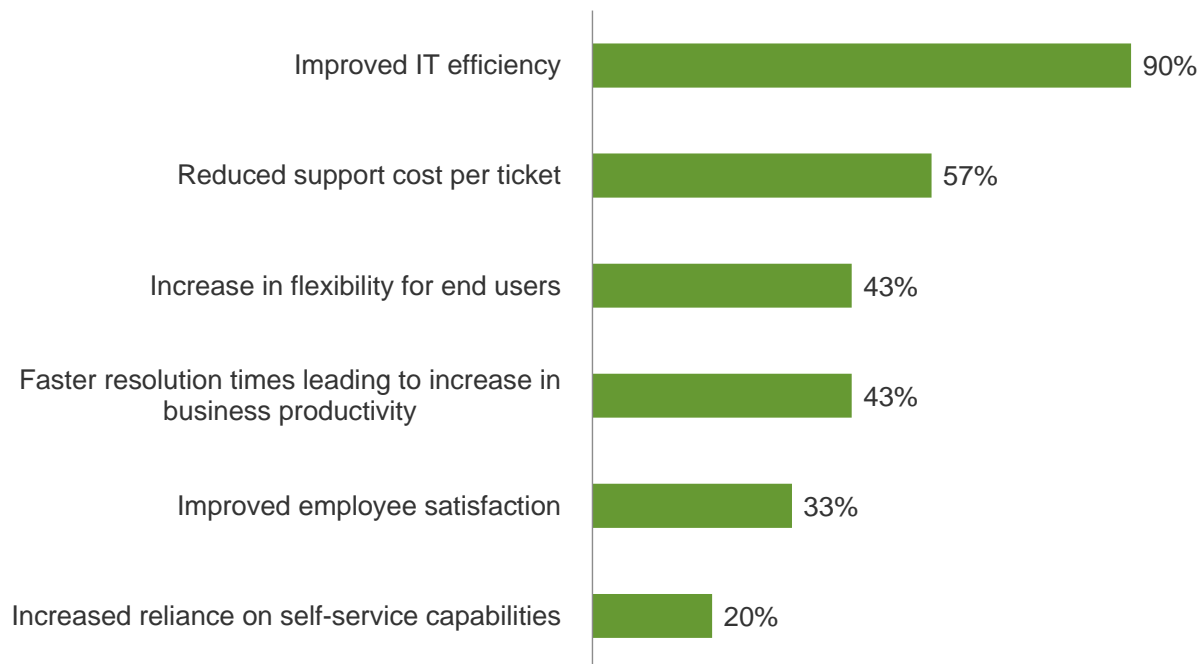 Improved IT efficiency 90%
Reduced support cost per ticket 57%
Increase in flexibility for end users 43%
Faster resolution times leading to increase in
business productivity 43%
Improved employee satisfaction 33%
Increased reliance on self-service capabilities 20%